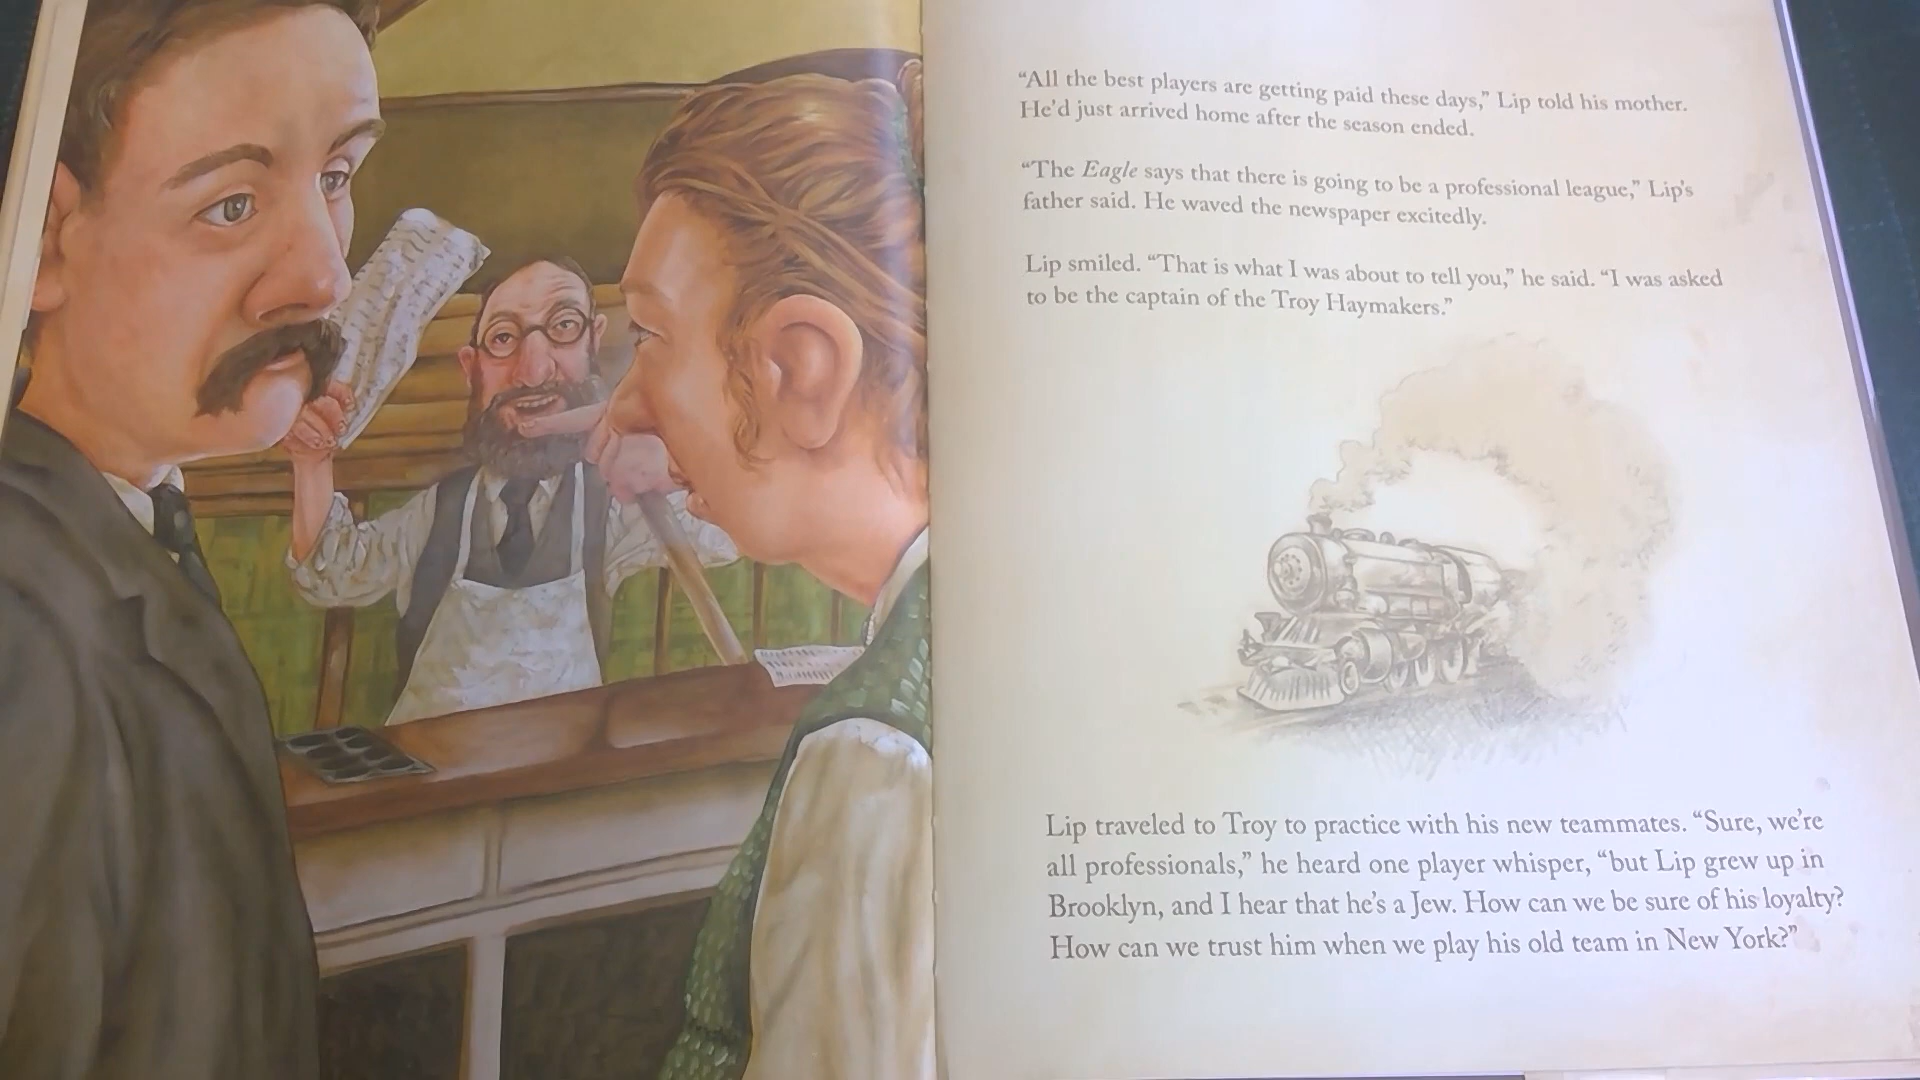 “All the best players are getting paid these days,” Lip told his mother.
He’d just arrived home after the season ended.
“The Eagle says that there is going to be a professional league,” Lip’s
father said. He waved the newspaper excitedly.
Lip smiled. “That is what I was about to tell you,” he said. “I was asked
to be the captain of the Troy Haymakers.”
Lip traveled to Troy to practice with his new teammates. “Sure, we’re
all professionals,” he heard one player whisper, “but Lip grew up in
Brooklyn, and I hear that he’s a Jew. How can we be sure of his loyalty?
How can we trust him when we play his old team in New York?”